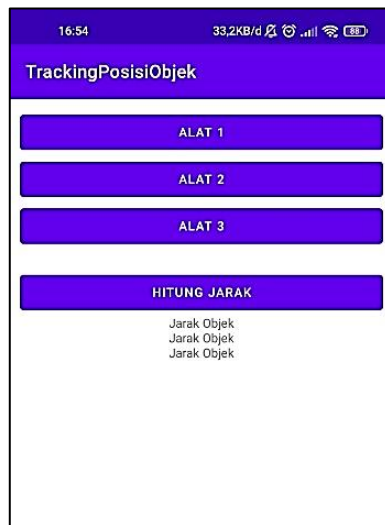 16:54 33,2KB/d 88
TrackingPosisiObjek
ALAT 1
ALAT 2
ALAT 3
HITUNG JARAK
Jarak Objek
Jarak Objek
Jarak Objek